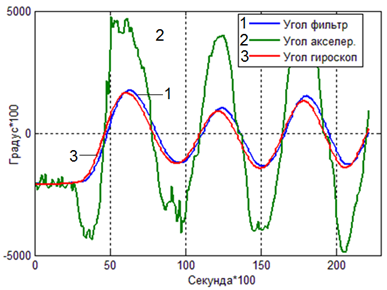 5000
1 Угол фильтр
2 Угол акселер.
3 Угол гироскоп
2
1
3
Градус*100
0
-5000
0 50 100 150 200
Секунда*100